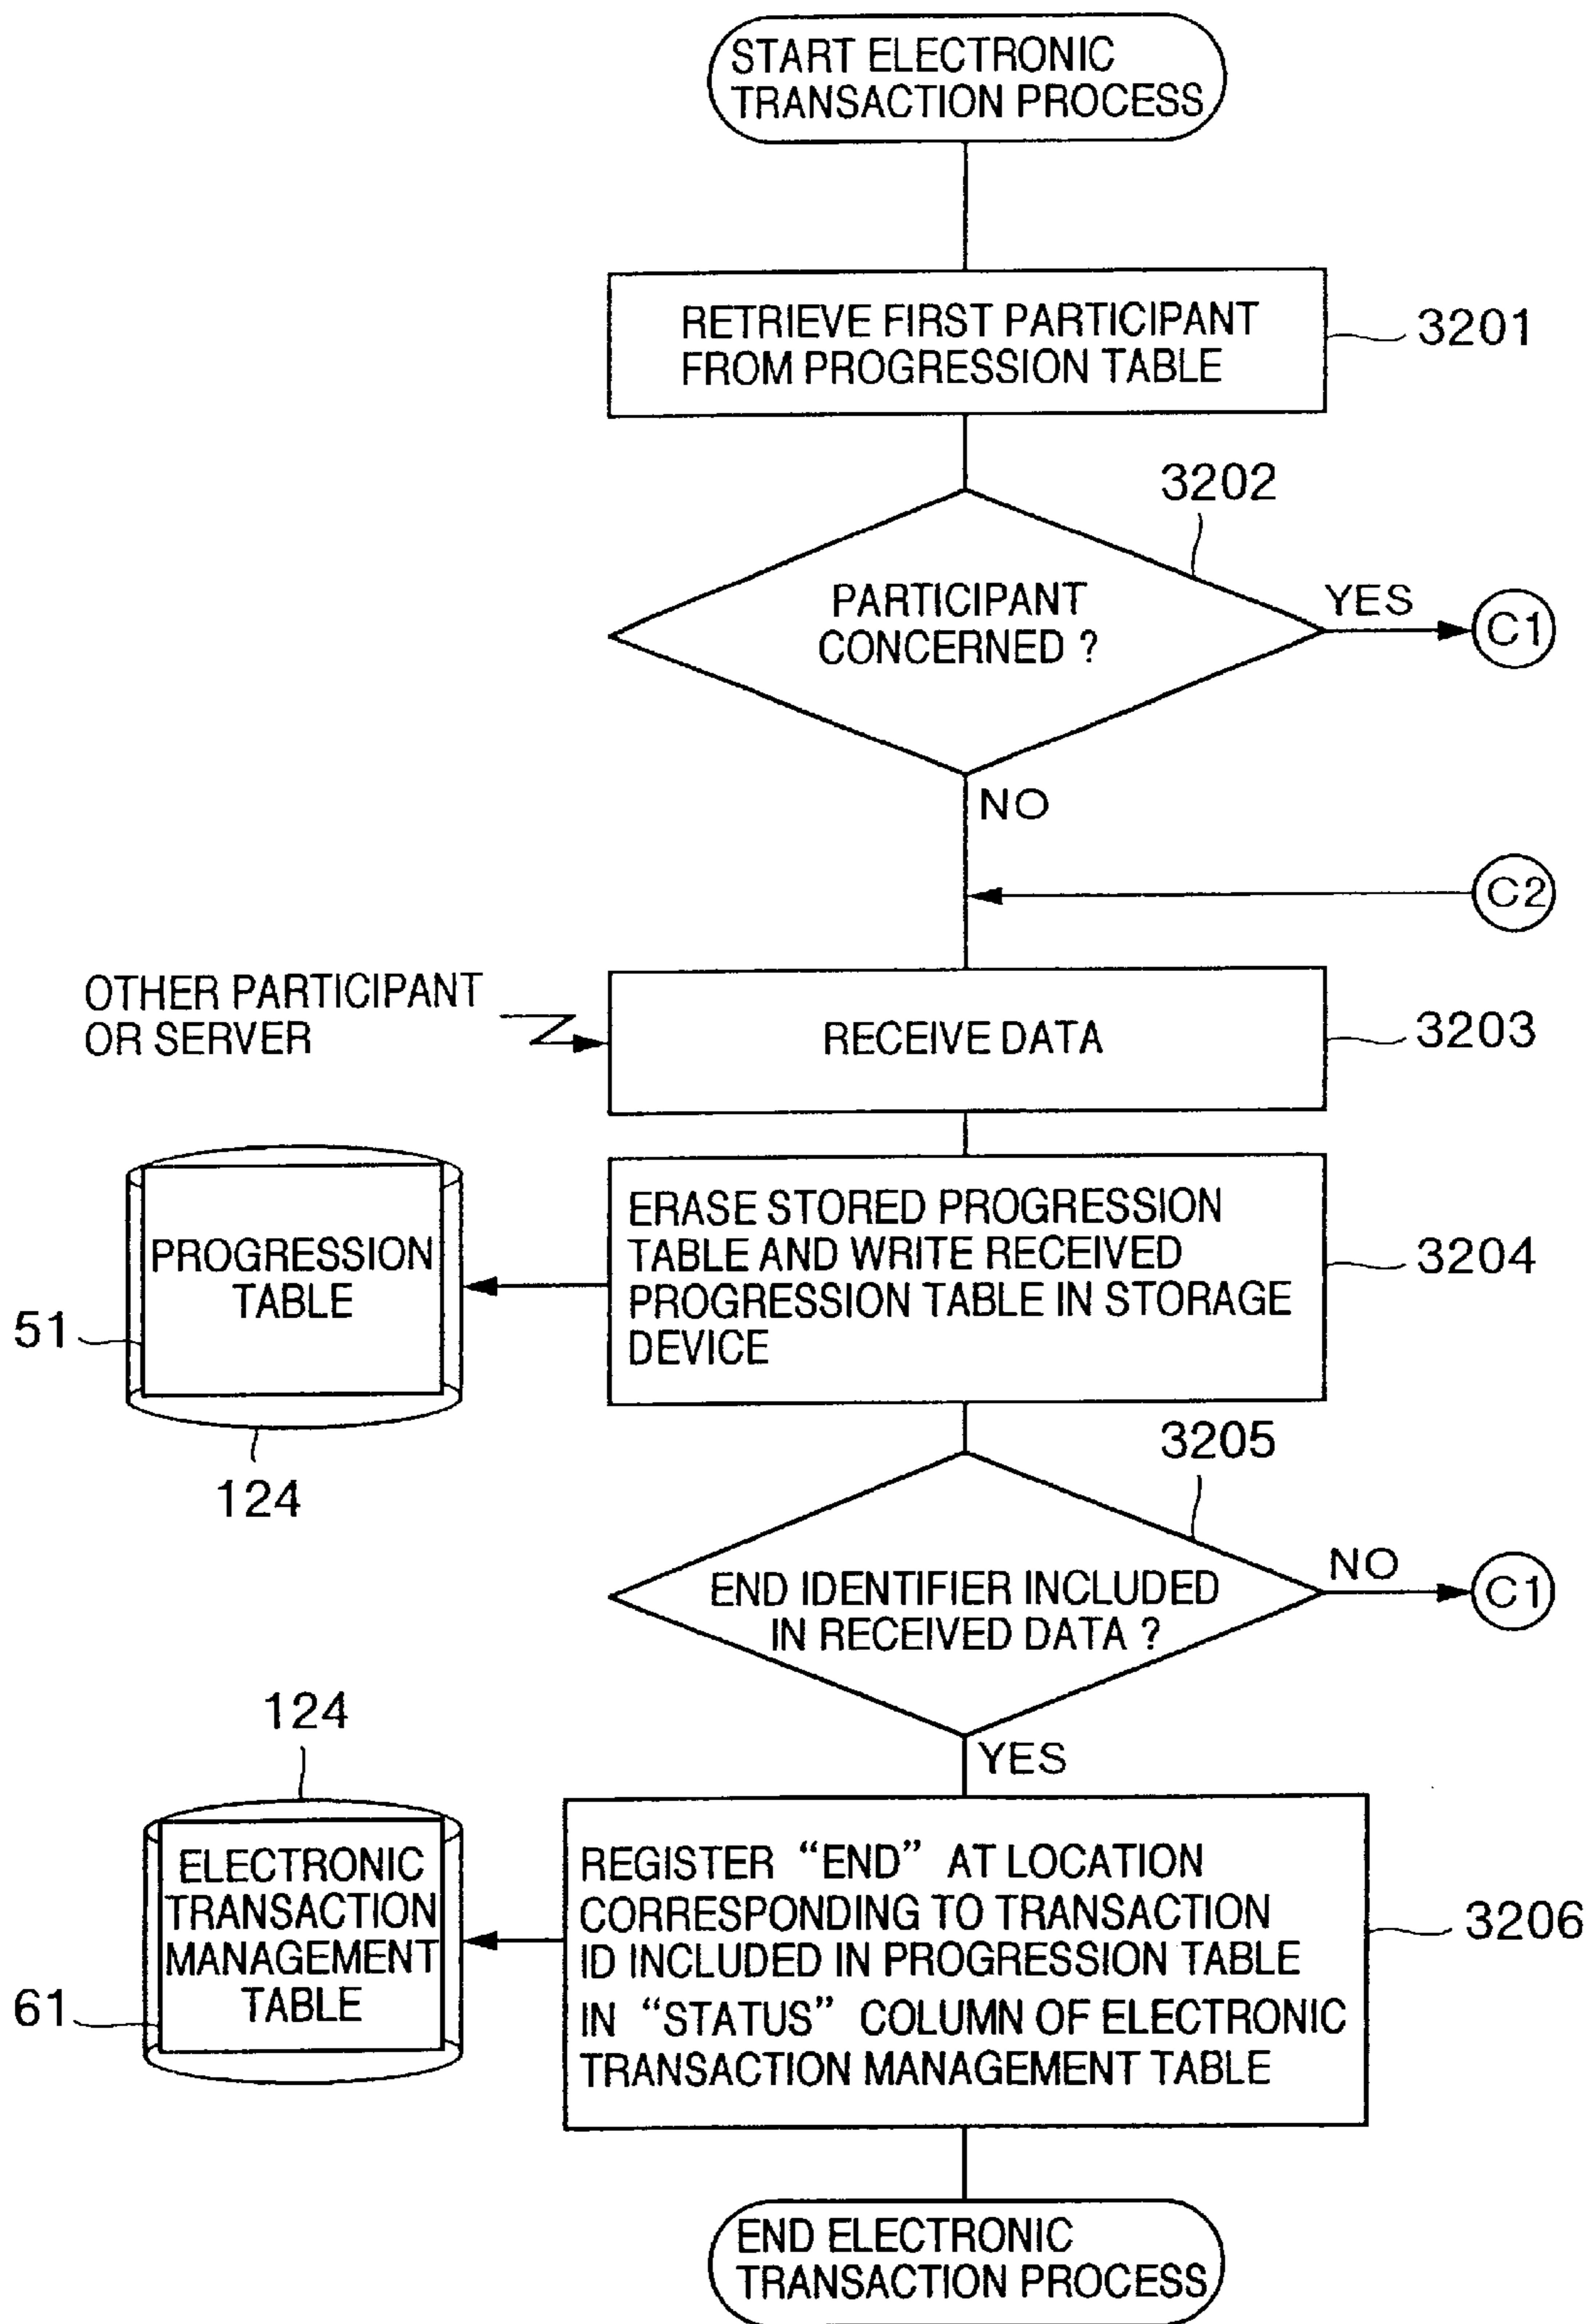 START ELECTRONIC
TRANSACTION PROCESS
RETRIEVE FIRST PARTICIPANT
FROM PROGRESSION TABLE
3201
3202
PARTICIPANT
CONCERNED ?
YES
C1
NO
C2
OTHER PARTICIPANT
OR SERVER
RECEIVE DATA
3203
PROGRESSION
TABLE
51
124
ERASE STORED PROGRESSION
TABLE AND WRITE RECEIVED
PROGRESSION TABLE IN STORAGE
DEVICE
3204
3205
END IDENTIFIER INCLUDED
IN RECEIVED DATA ?
NO
C1
YES
124
ELECTRONIC
TRANSACTION
MANAGEMENT
TABLE
61
REGISTER “END” AT LOCATION
CORRESPONDING TO TRANSACTION
ID INCLUDED IN PROGRESSION TABLE
IN “STATUS” COLUMN OF ELECTRONIC
TRANSACTION MANAGEMENT TABLE
3206
END ELECTRONIC
TRANSACTION PROCESS